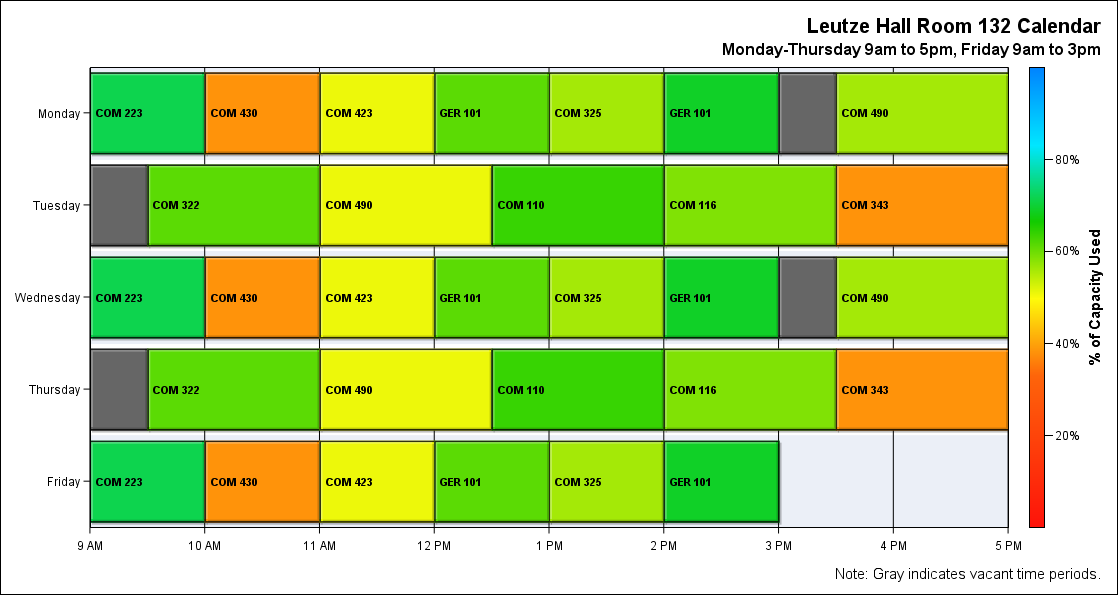 Leutze Hall Room 132 Calendar
Monday-Thursday 9am to 5pm, Friday 9am to 3pm
Monday
COM 223
COM 430
COM 423
GER 101
COM 325
GER 101
COM 490
Tuesday
COM 322
COM 490
COM 110
COM 116
COM 343
Wednesday
COM 223
COM 430
COM 423
GER 101
COM 325
GER 101
COM 490
Thursday
COM 322
COM 490
COM 110
COM 116
COM 343
Friday
COM 223
COM 430
COM 423
GER 101
COM 325
GER 101
9 AM
10 AM
11 AM
12 PM
1 PM
2 PM
3 PM
4 PM
5 PM
80%
60%
40%
20%
% of Capacity Used
Note: Gray indicates vacant time periods.